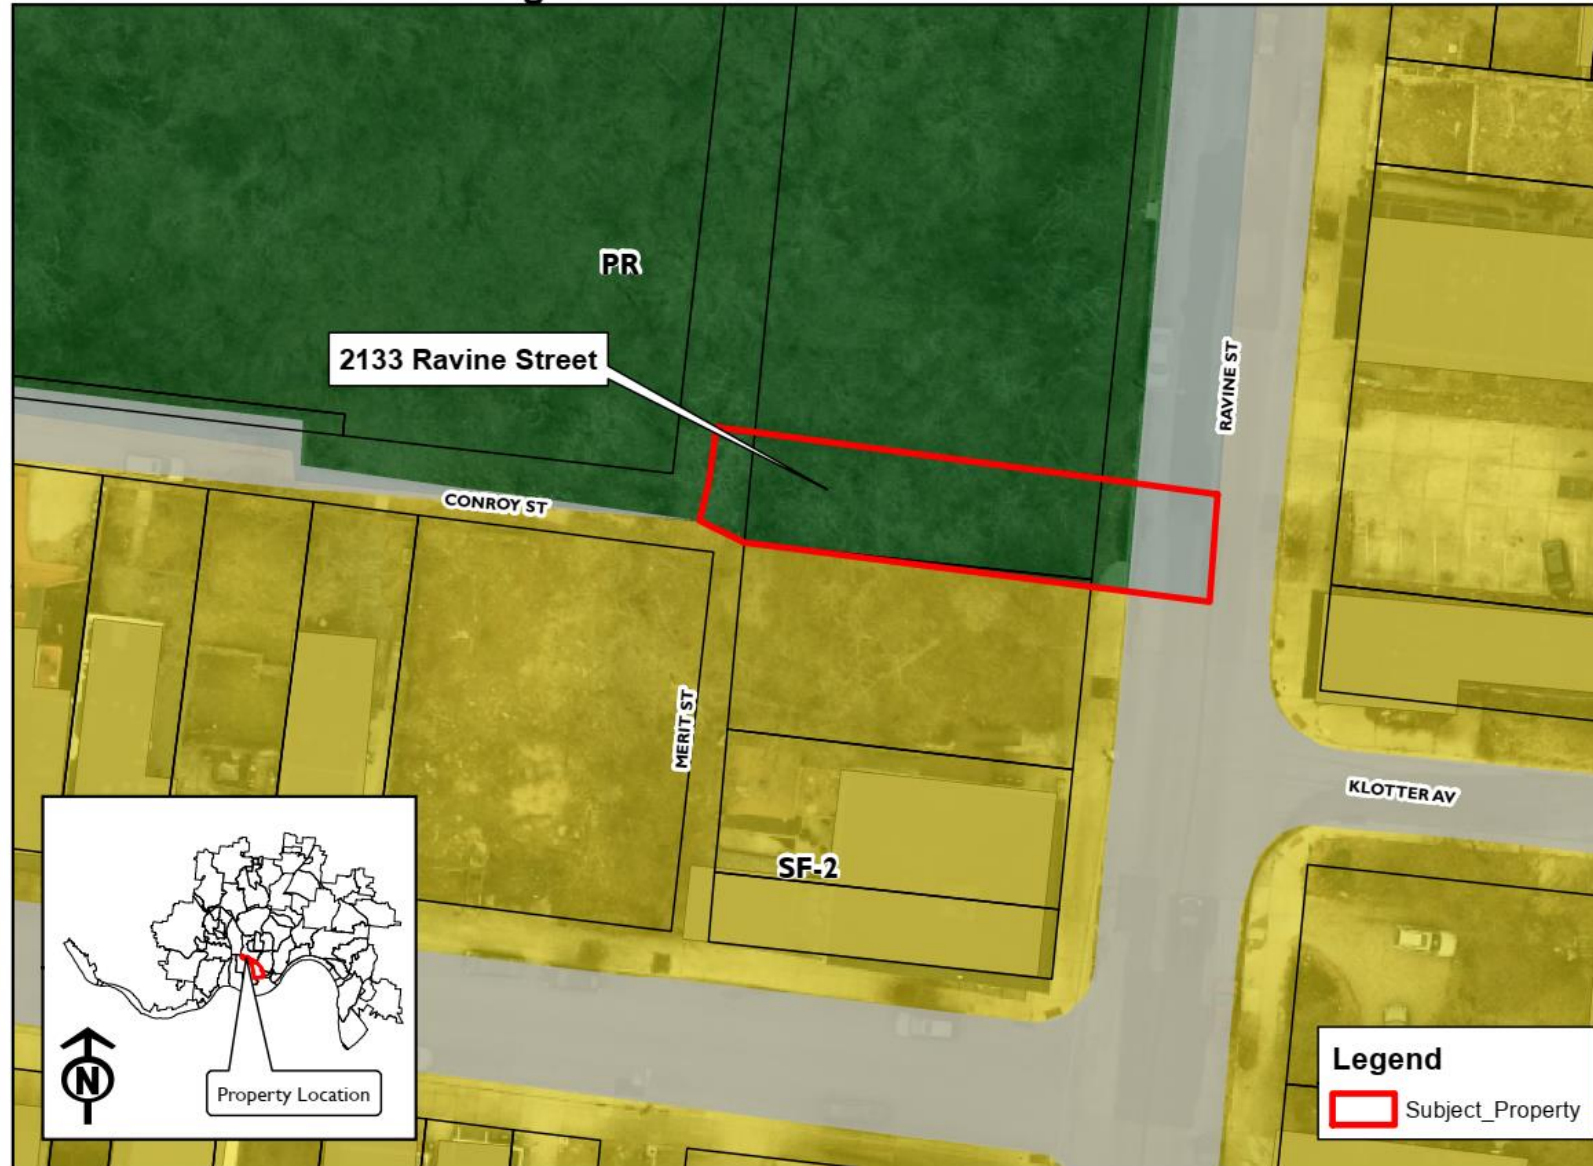 PR
2133 Ravine Street
RAVINE ST
CONROY ST
MERIT ST
KLOTTER AV
SF-2
N
Property Location
Legend
Subject_Property